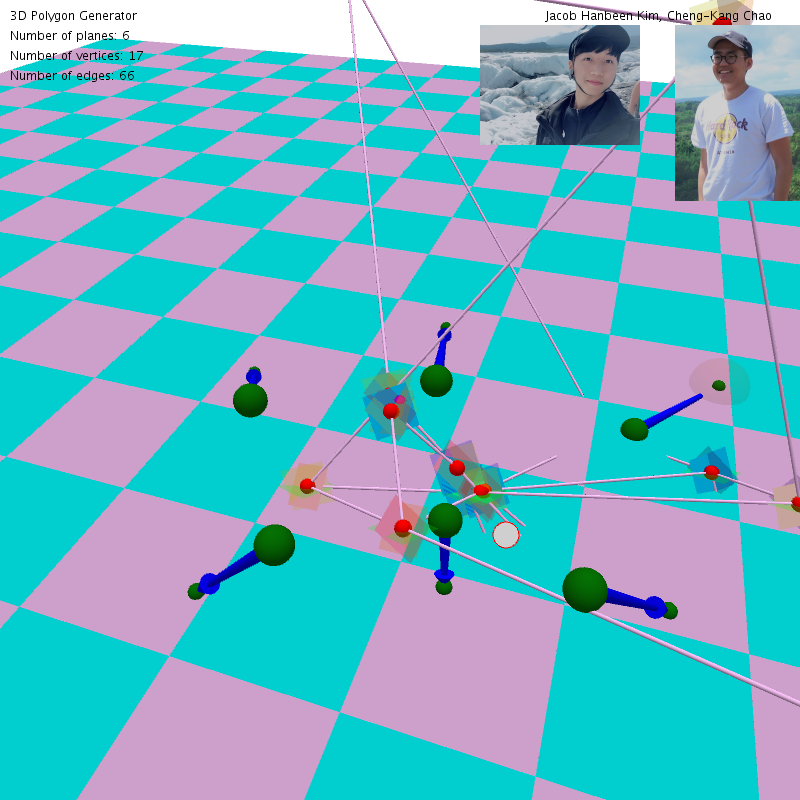 3D Polygon Generator
Jacob Hanbeen Kim, Cheng-Kang Chao
Number of planes: 6
Number of vertices: 17
Number of edges: 66